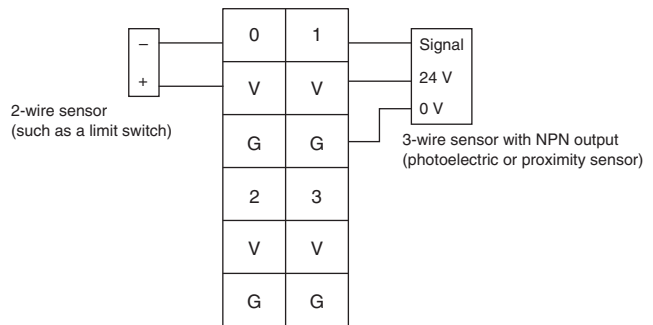 –
+
2-wire sensor
(such as a limit switch)
0 1
V V
G G
2 3
V V
G G
Signal
24 V
0 V
3-wire sensor with NPN output
(photoelectric or proximity sensor)